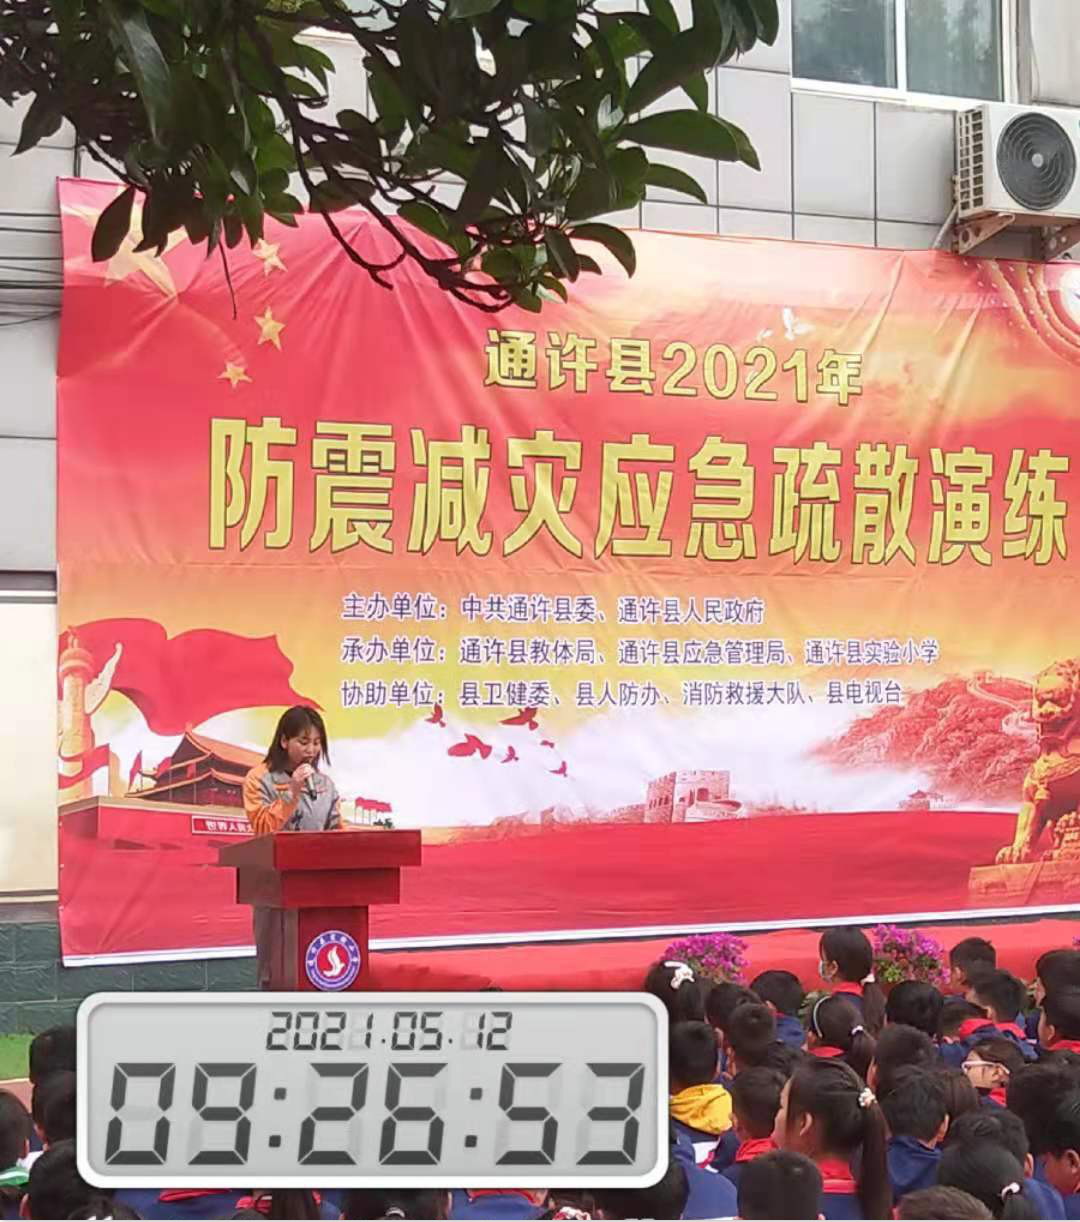 通许县2021年
防震减灾应急疏散演练
主办单位：中共通许县委、通许县人民政府
承办单位：通许县教体局、通许县应急管理局、通许县实验小学
协助单位：县卫健委、县人防办、消防救援大队、县电视台
2021.05.12
09:26:53